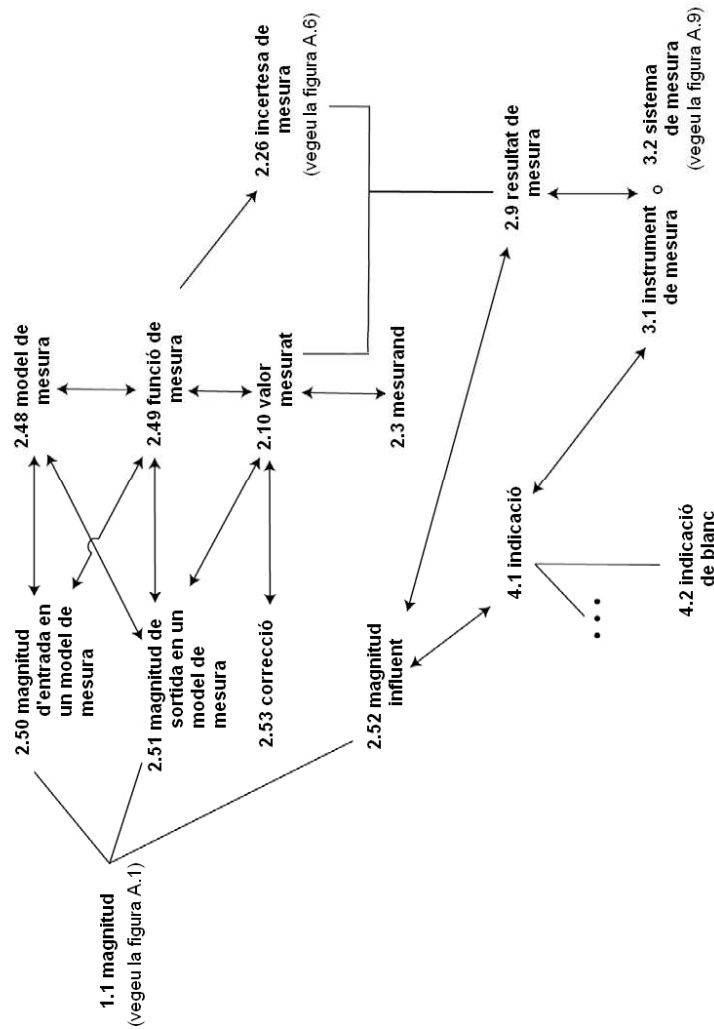 1.1 magnitud
(vegeu la figura A.1)
2.50 magnitud
d'entrada en
un model de
mesura
2.51 magnitud de
sortida en un
model de
mesura
2.53 correcció
2.52 magnitud
influent
2.48 model de
mesura
2.49 funció de
mesura
2.10 valor
mesurat
2.3 mesurand
4.1 indicació
4.2 indicació
de blanc
2.26 incertesa de
mesura
(vegeu la figura A.6)
2.9 resultat de
mesura
3.1 instrument
de mesura
o
3.2 sistema
de mesura
(vegeu la figura A.9)